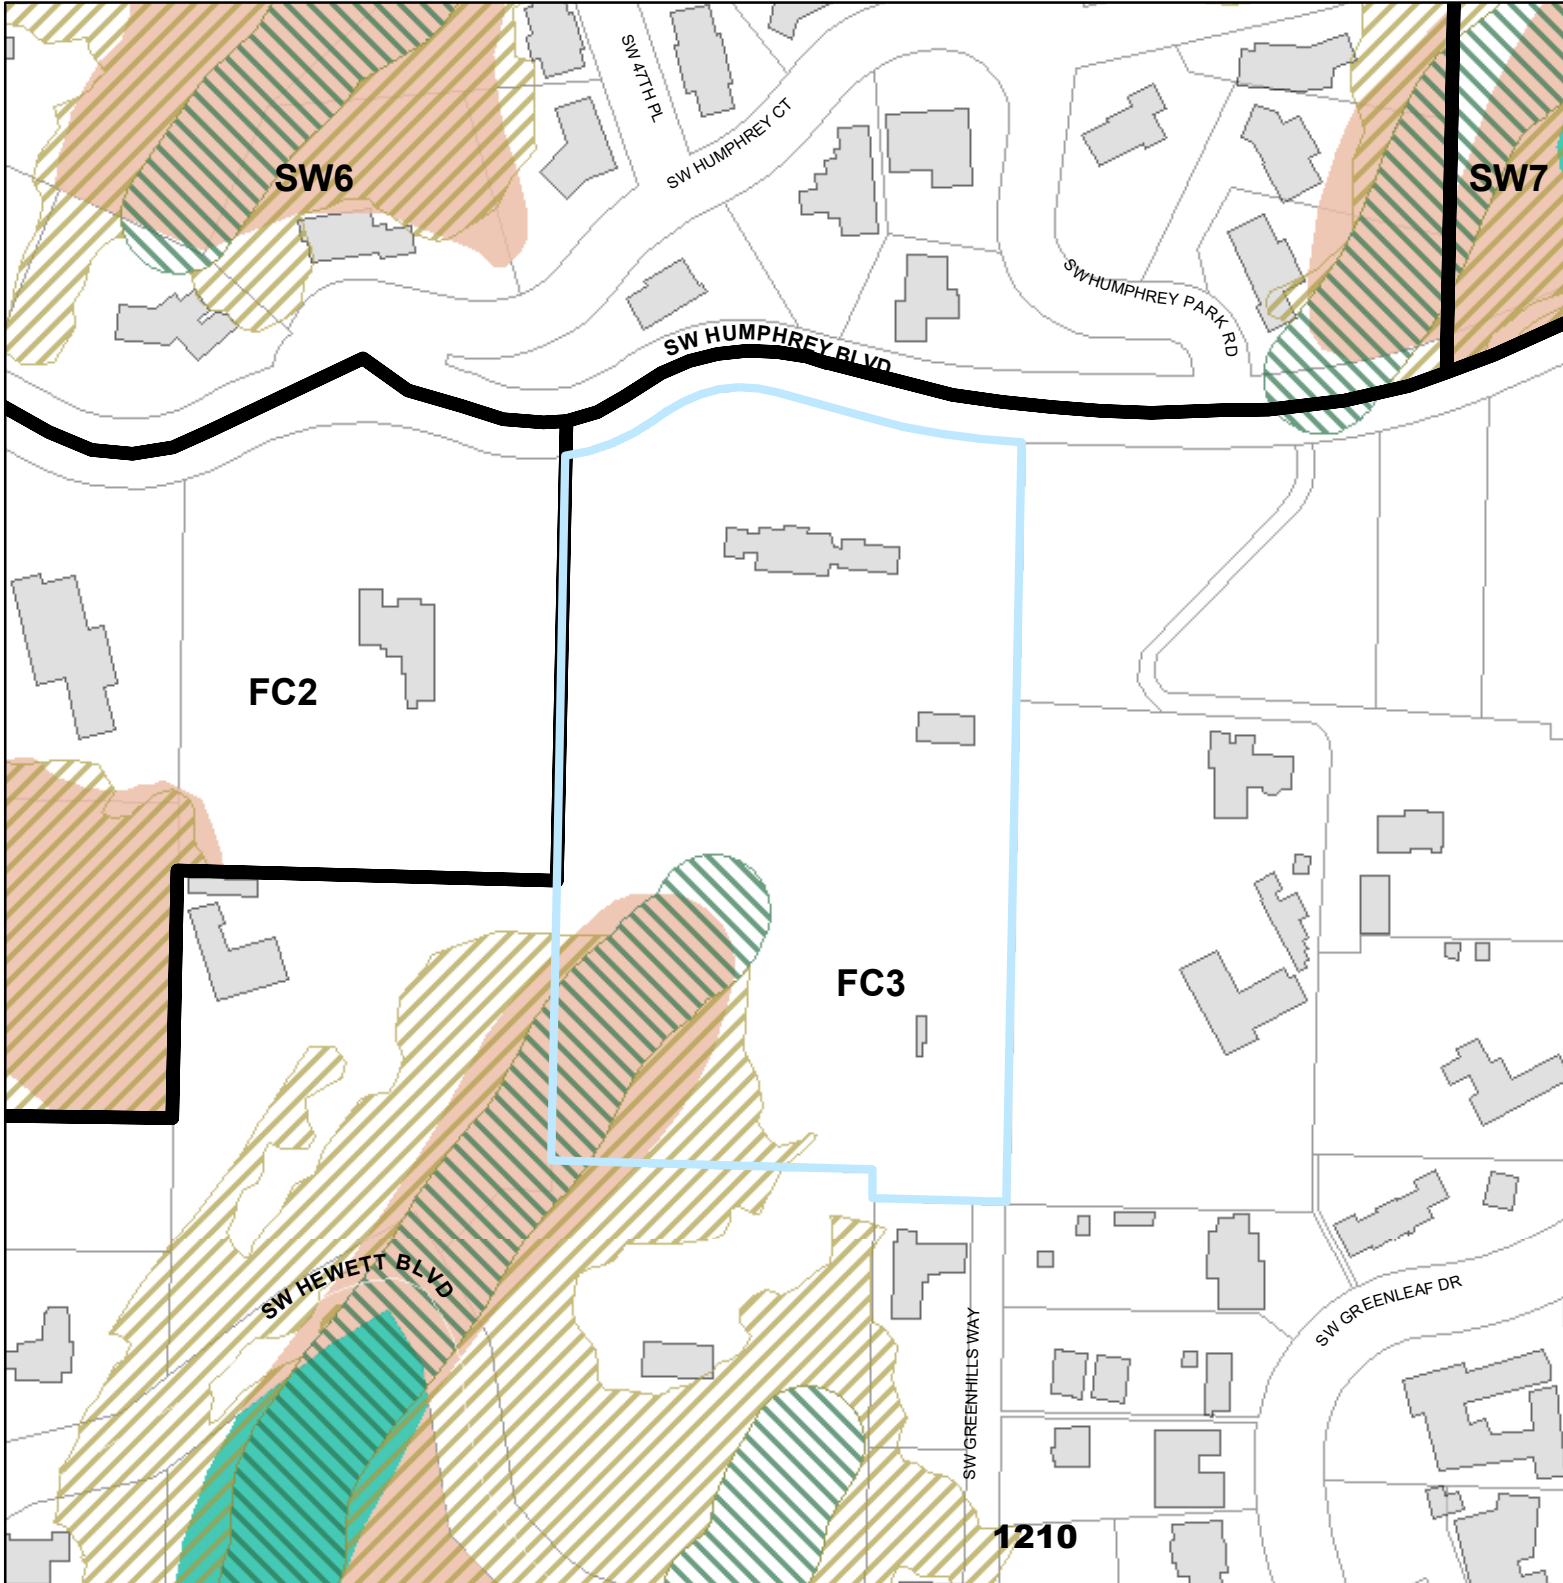 SW 47TH PL
SW HUMPHREY CT
SW6
SW7
SW HUMPHREY PARK RD
SW HUMPHREY BLVD
FC2
FC3
SW HEWETT BLVD
SW GREENHILLS WAY
SW GREENLEAF DR
1210